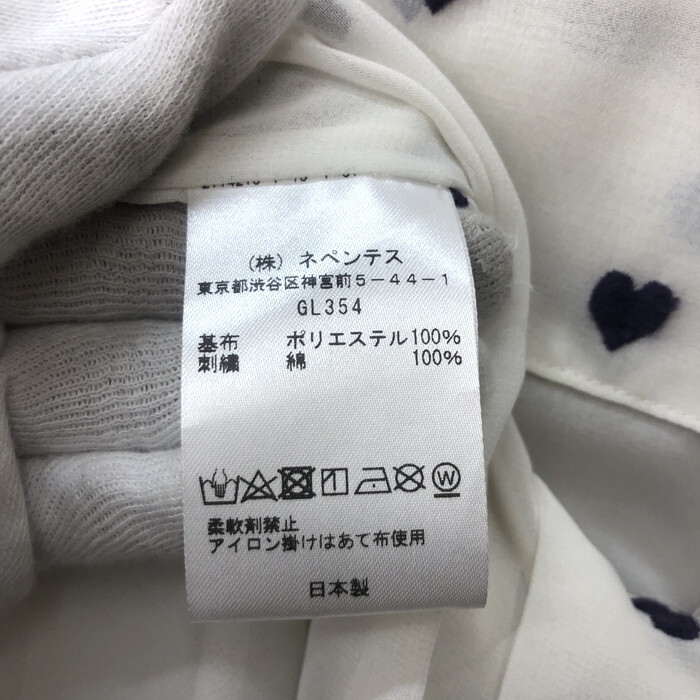 (株) ネペンテス
東京都渋谷区神宮前5-44-1
GL354
基布 ポリエステル100%
刺繍 綿 100%
W
柔軟剤禁止
アイロン掛けはあて布使用
日本製